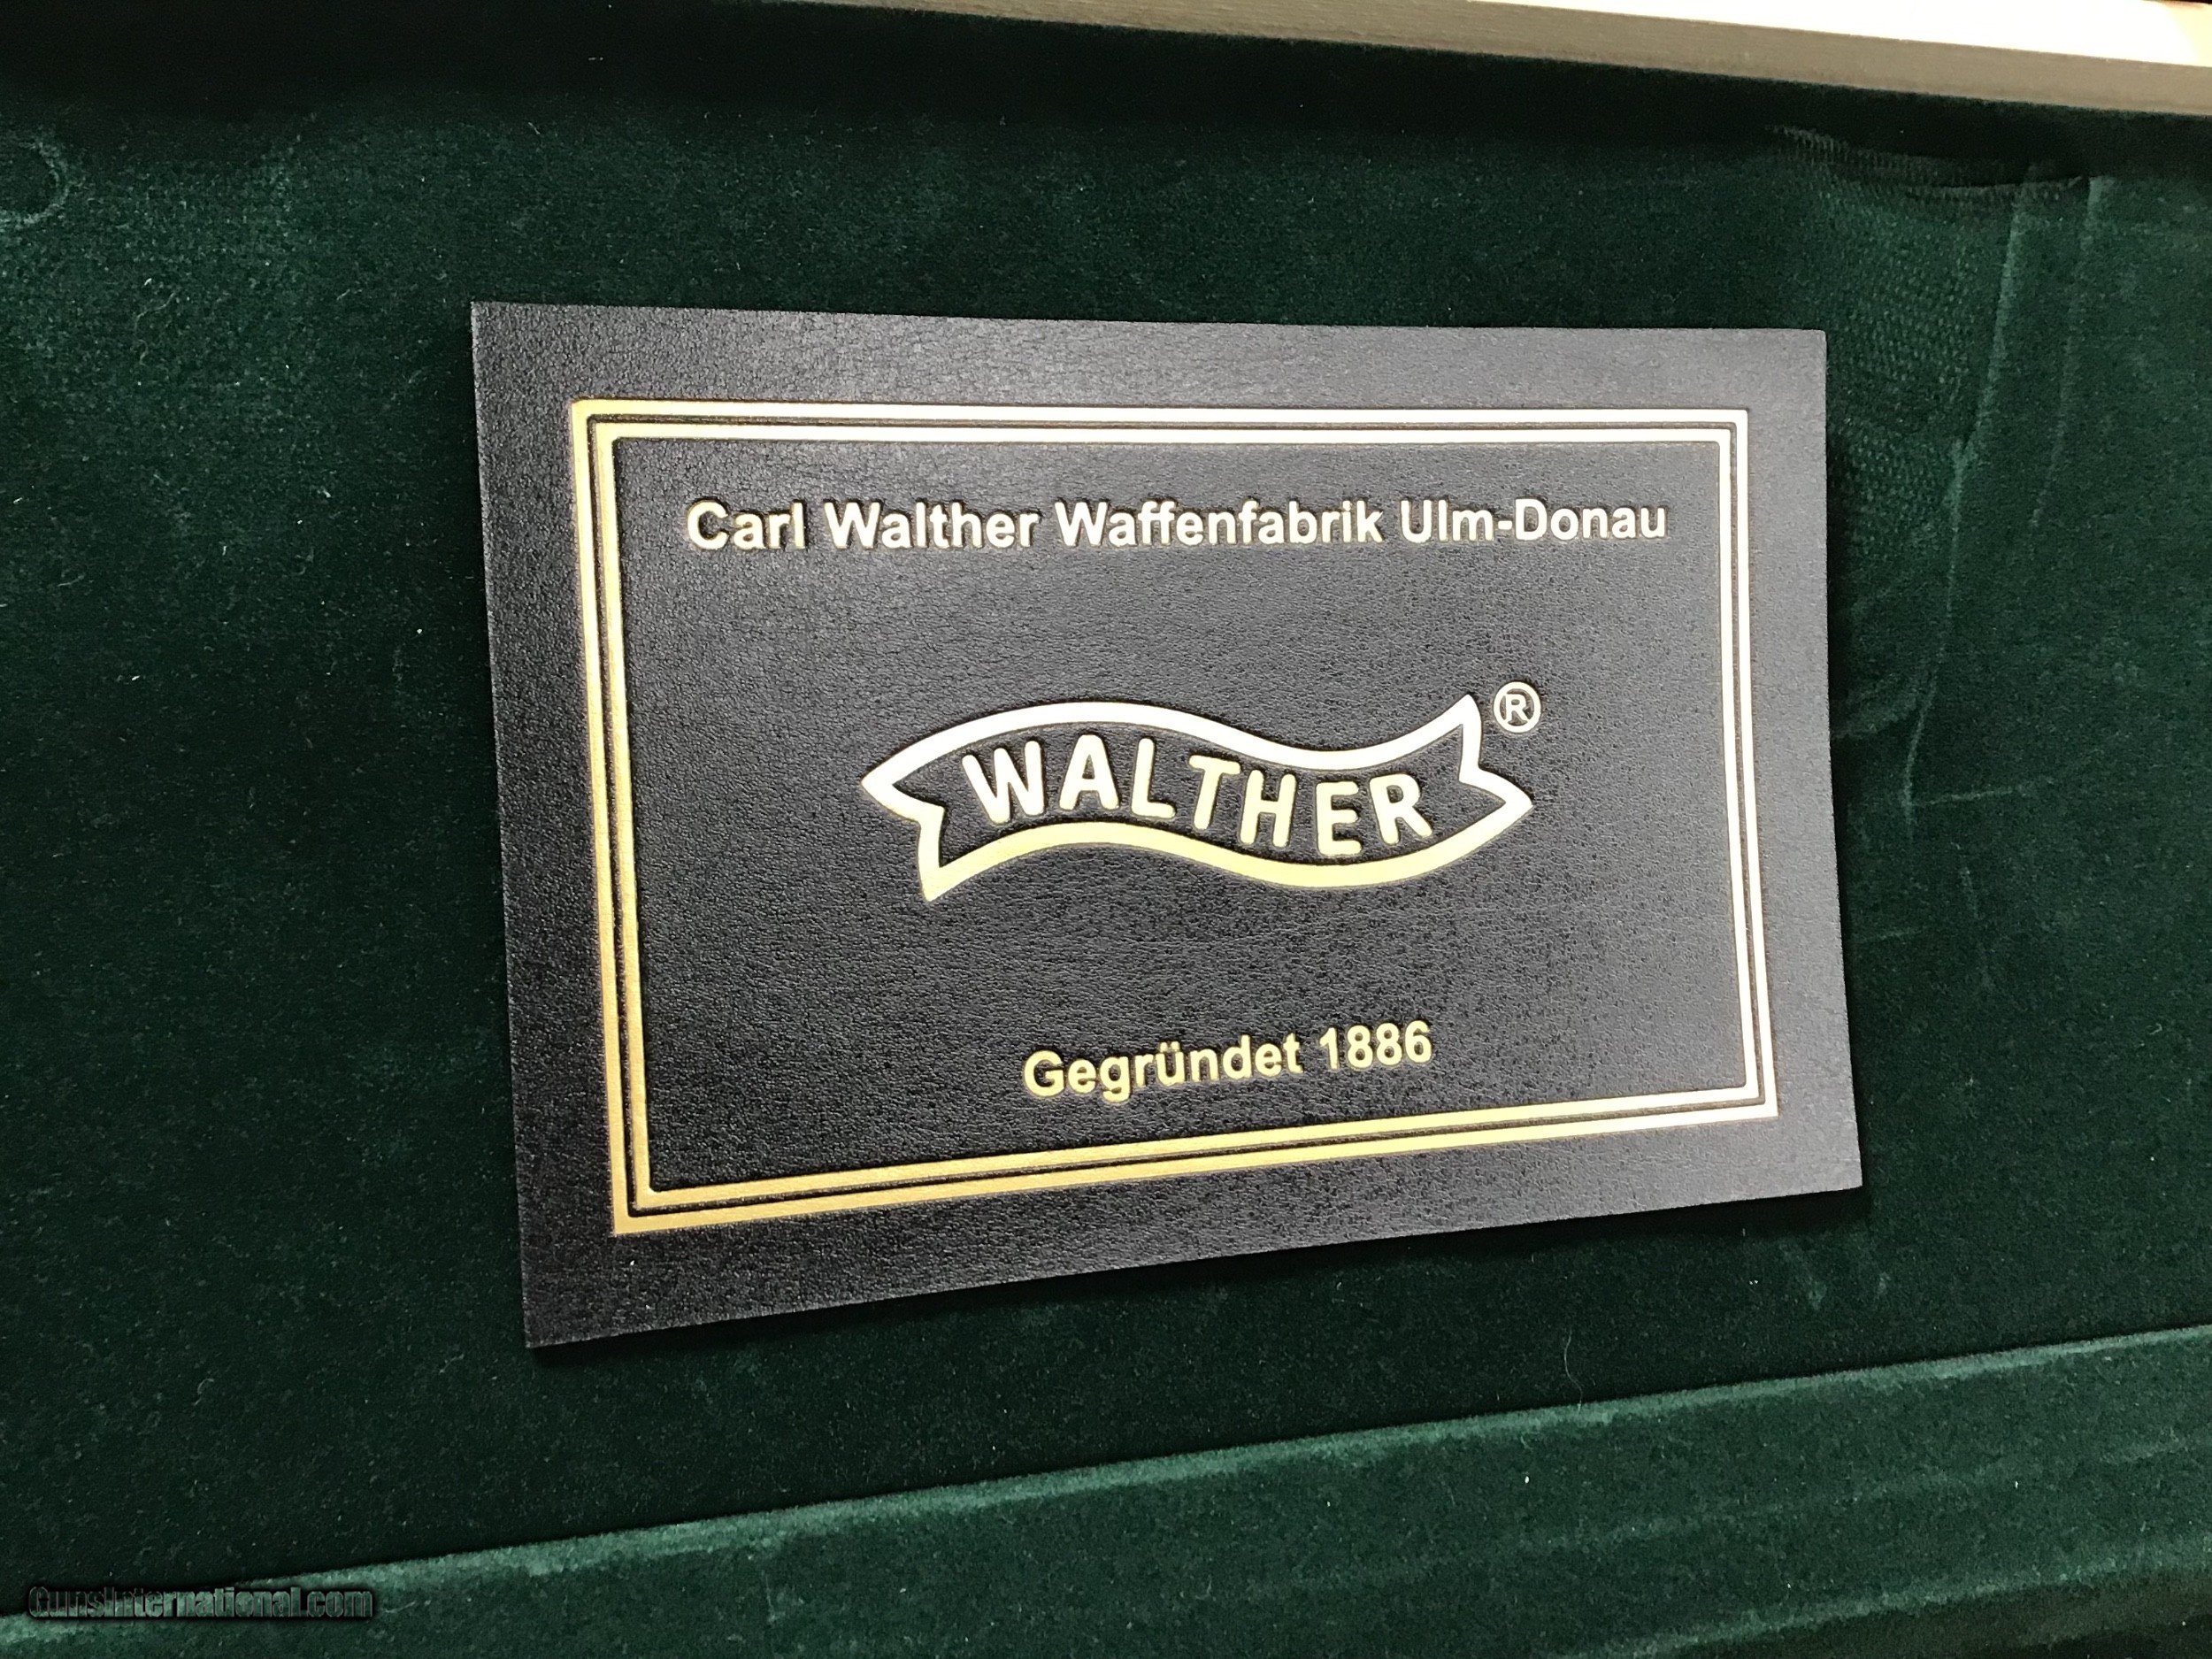 Carl Walther Waffenfabrik Ulm-Donau
WALTHER®
Gegründet 1886
GunsInternational.com